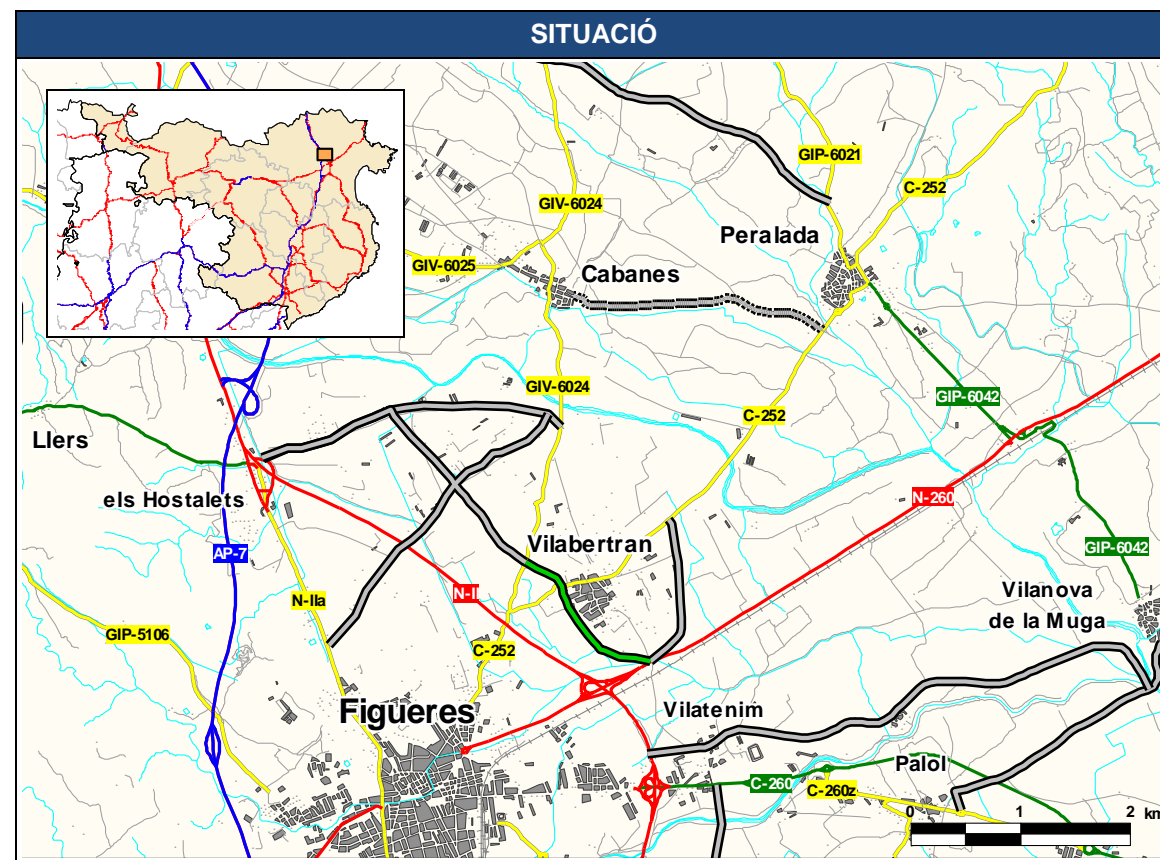 SITUACIÓ
GIP-6021
C-252
GIV-6024
Peralada
GIV-6025
Cabanes
GIV-6024
GIP-6042
C-252
Llers
els Hostalets
N-260
AP-7
Vilabertran
GIP-6042
N-IIa
N-II
Vilanova
de la Muga
GIP-5106
C-252
Figueres
Vilatenim
Palol
C-260
C-260z
0 1 2 km